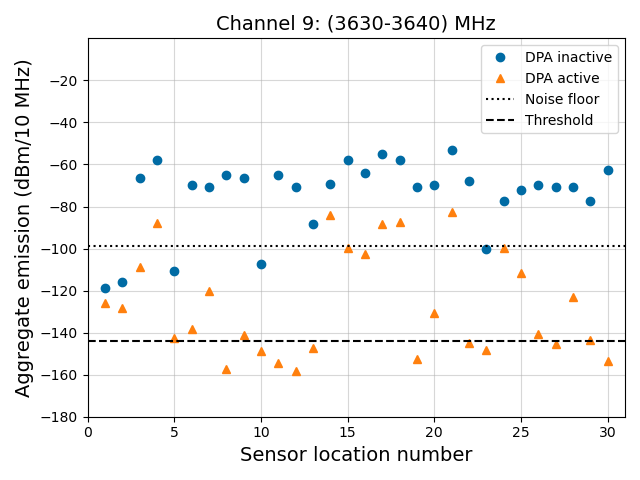 Channel 9: (3630-3640) MHz
Aggregate emission (dBm/10 MHz)
−20
−40
−60
−80
−100
−120
−140
−160
−180
DPA inactive
DPA active
Noise floor
Threshold
0 5 10 15 20 25 30
Sensor location number